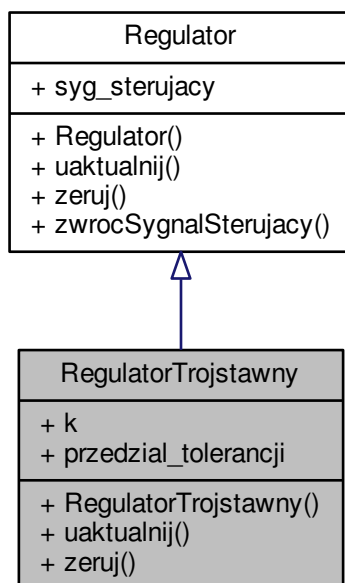 Regulator
+ syg_sterujacy
+ Regulator()
+ uaktualnij()
+ zeruj()
+ zwrocSygnalSterujacy()
RegulatorTrojstawny
+ k
+ przedzial_tolerancji
+ RegulatorTrojstawny()
+ uaktualnij()
+ zeruj()